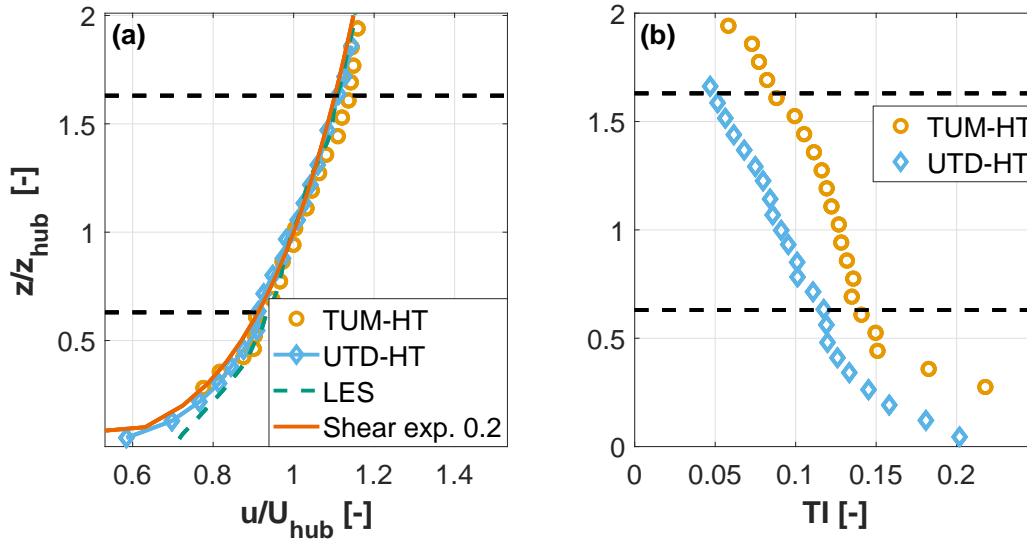 (a)
2
1.5
1
0.5
z/z_hub [-]
0.6 0.8 1 1.2 1.4
u/U_hub [-]
TUM-HT
UTD-HT
LES
Shear exp. 0.2
(b)
2
1.5
1
0.5
0
0 0.05 0.1 0.15 0.2
TI [-]
TUM-HT
UTD-HT